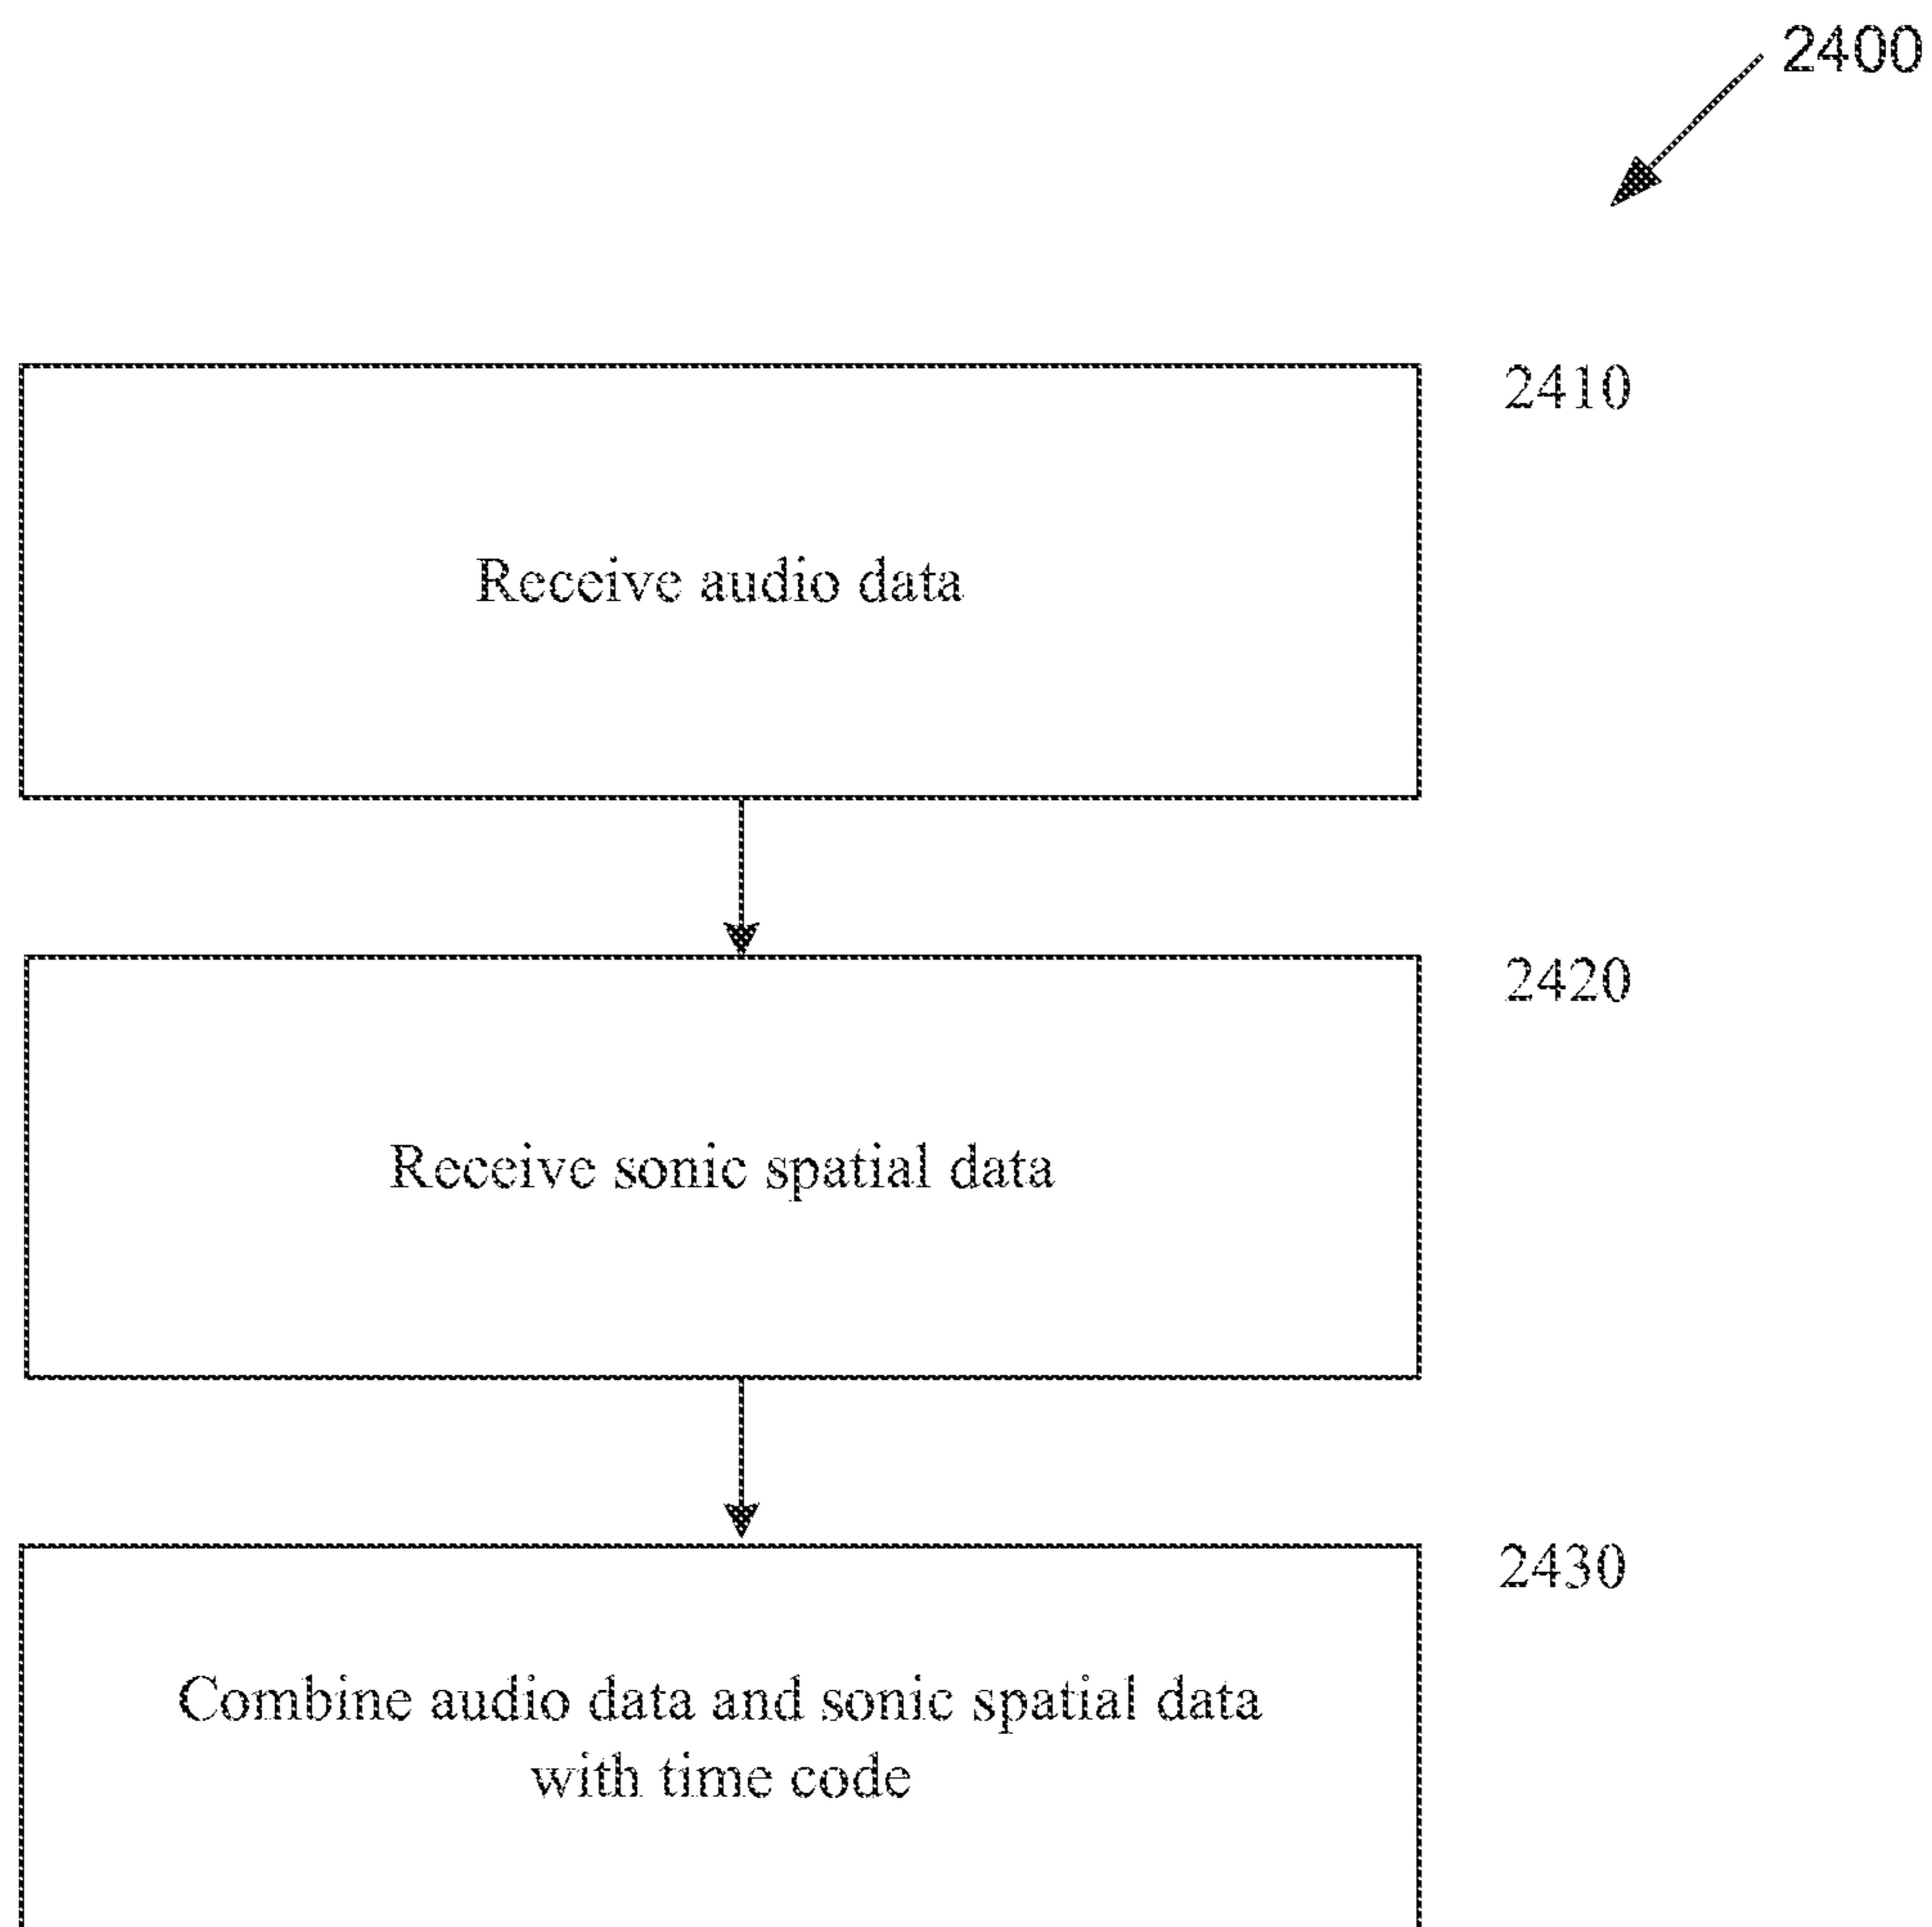 2400
2410
Receive audio data
2420
Receive sonic spatial data
2430
Combine audio data and sonic spatial data
with time code